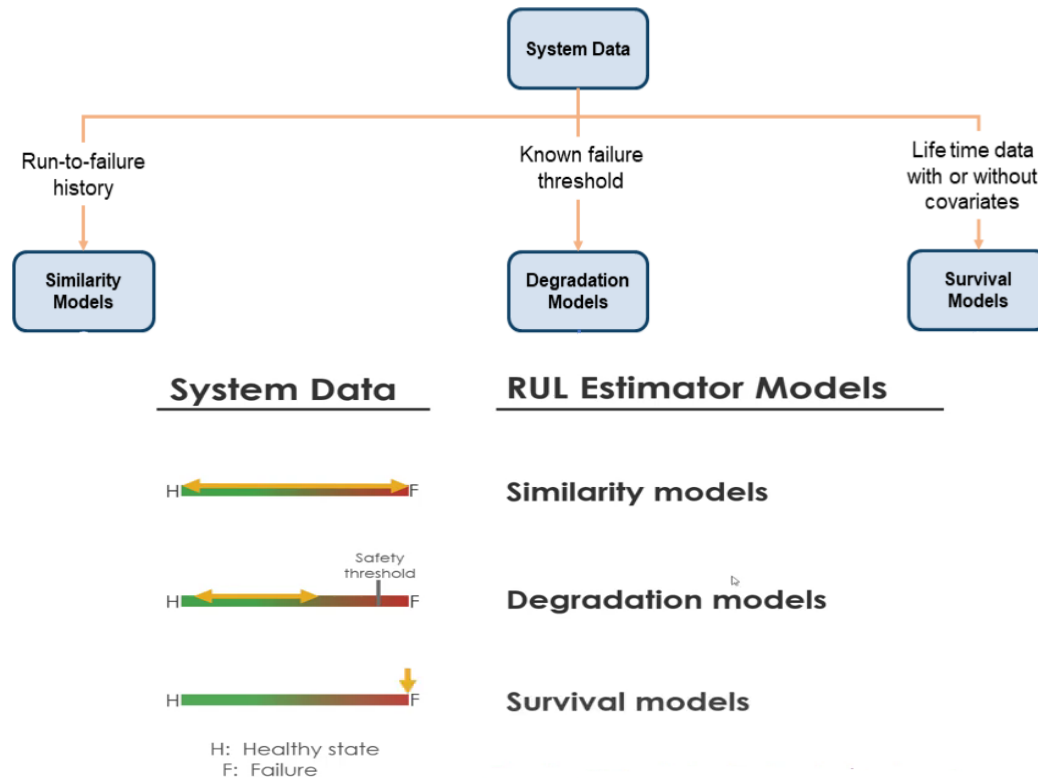 System Data
Run-to-failure
history
Known failure
threshold
Life time data
with or without
covariates
Similarity
Models
Degradation
Models
Survival
Models
System Data
RUL Estimator Models
H
F
Similarity models
Safety
threshold
H
F
Degradation models
H
F
Survival models
H: Healthy state
F: Failure